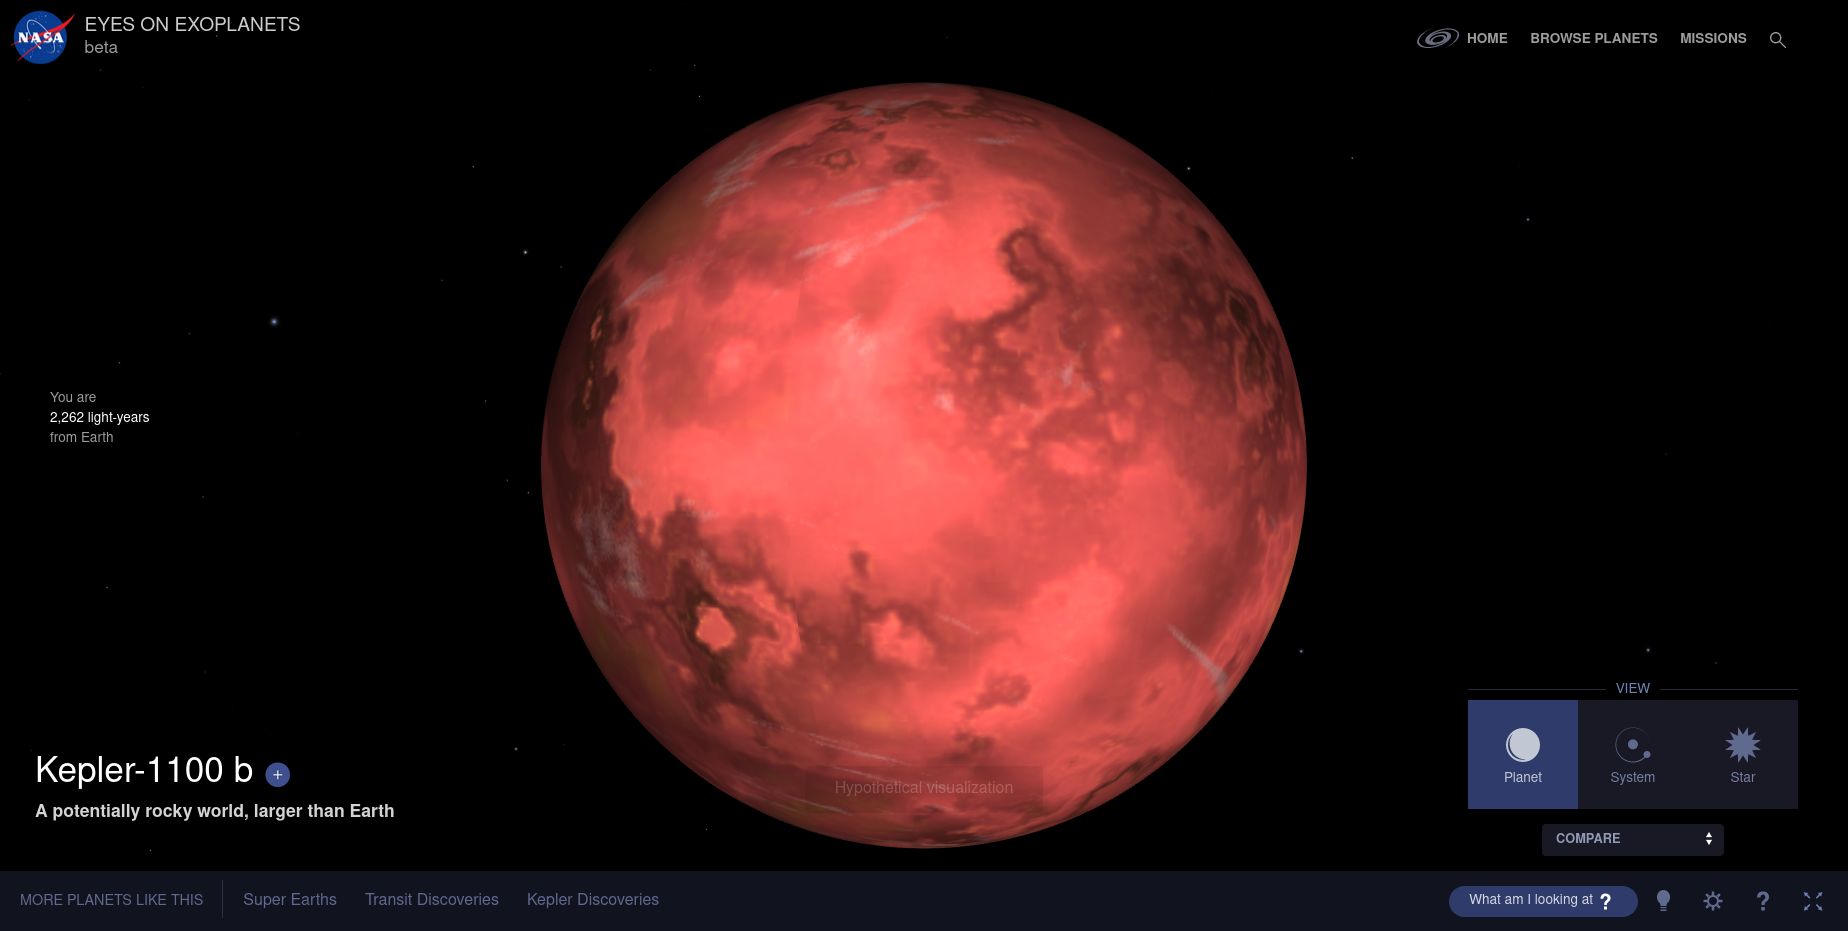 NASA
EYES ON EXOPLANETS
beta
HOME
BROWSE PLANETS
MISSIONS
You are
2,262 light-years
from Earth
Kepler-1100 b +
A potentially rocky world, larger than Earth
Hypothetical visualization
VIEW
Planet
System
Star
COMPARE
MORE PLANETS LIKE THIS
Super Earths
Transit Discoveries
Kepler Discoveries
What am I looking at ?
?